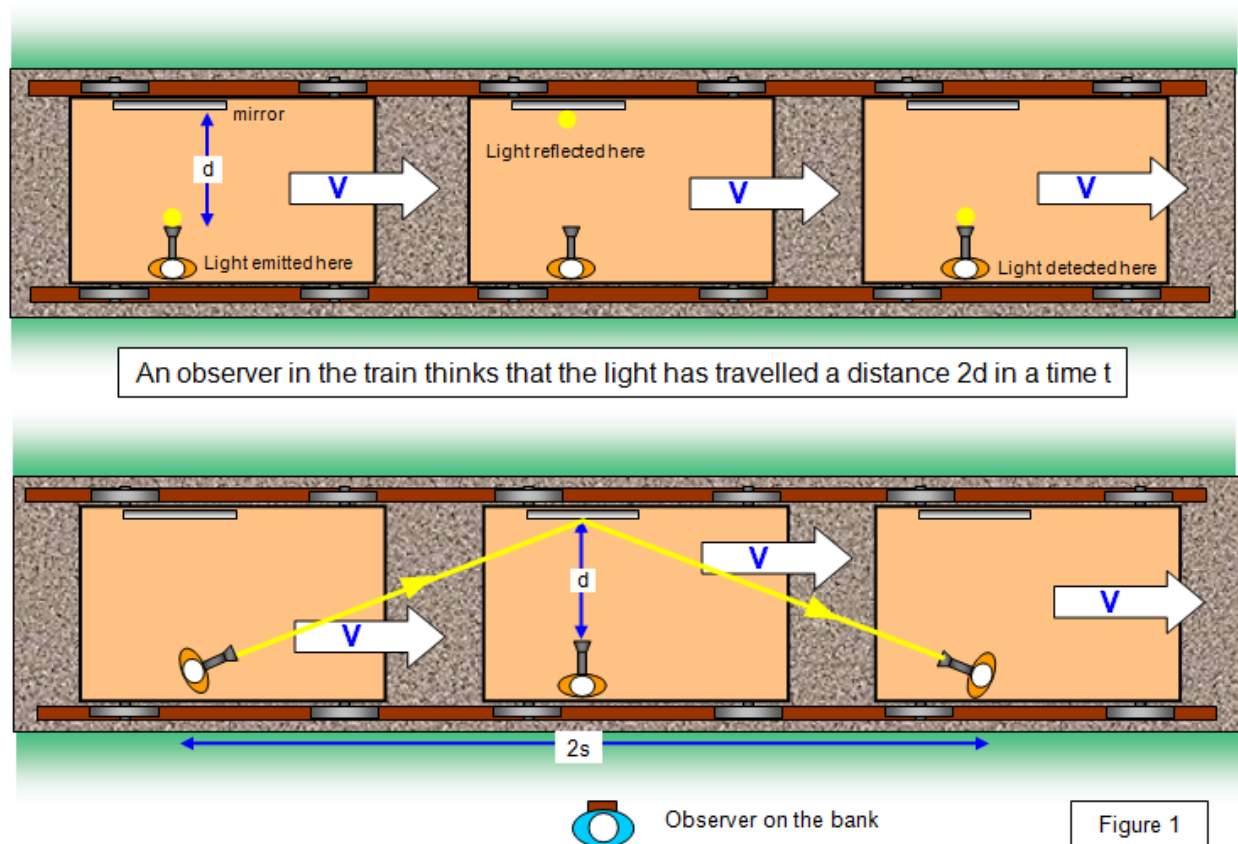 mirror
d
Light reflected here
V
V
V
Light emitted here
Light detected here
An observer in the train thinks that the light has travelled a distance 2d in a time t
d
V
V
V
2s
Observer on the bank
Figure 1